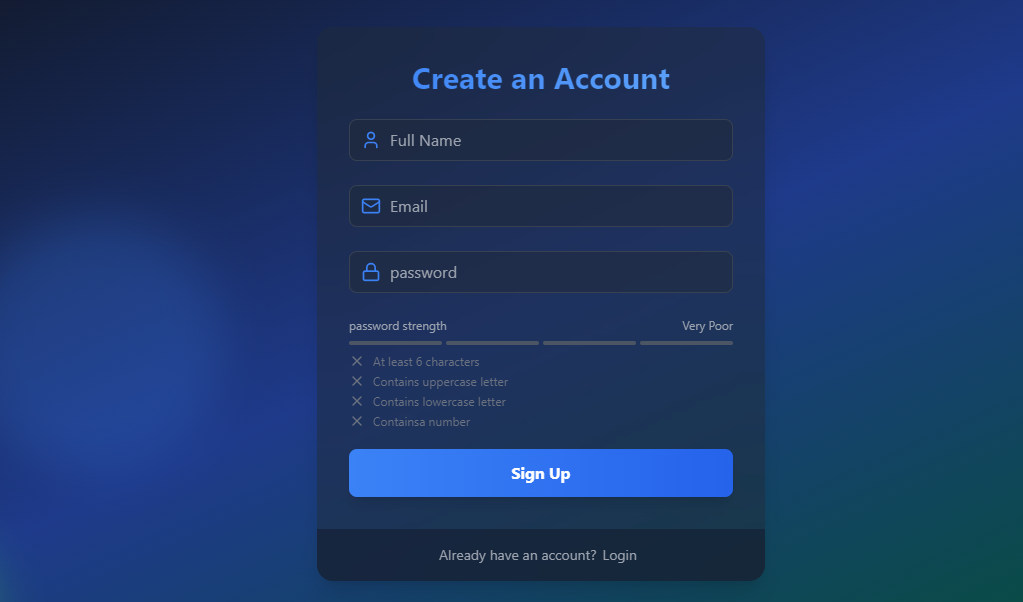 Create an Account
Full Name
Email
password
password strength Very Poor
At least 6 characters
Contains uppercase letter
Contains lowercase letter
Containsa number
Sign Up
Already have an account? Login